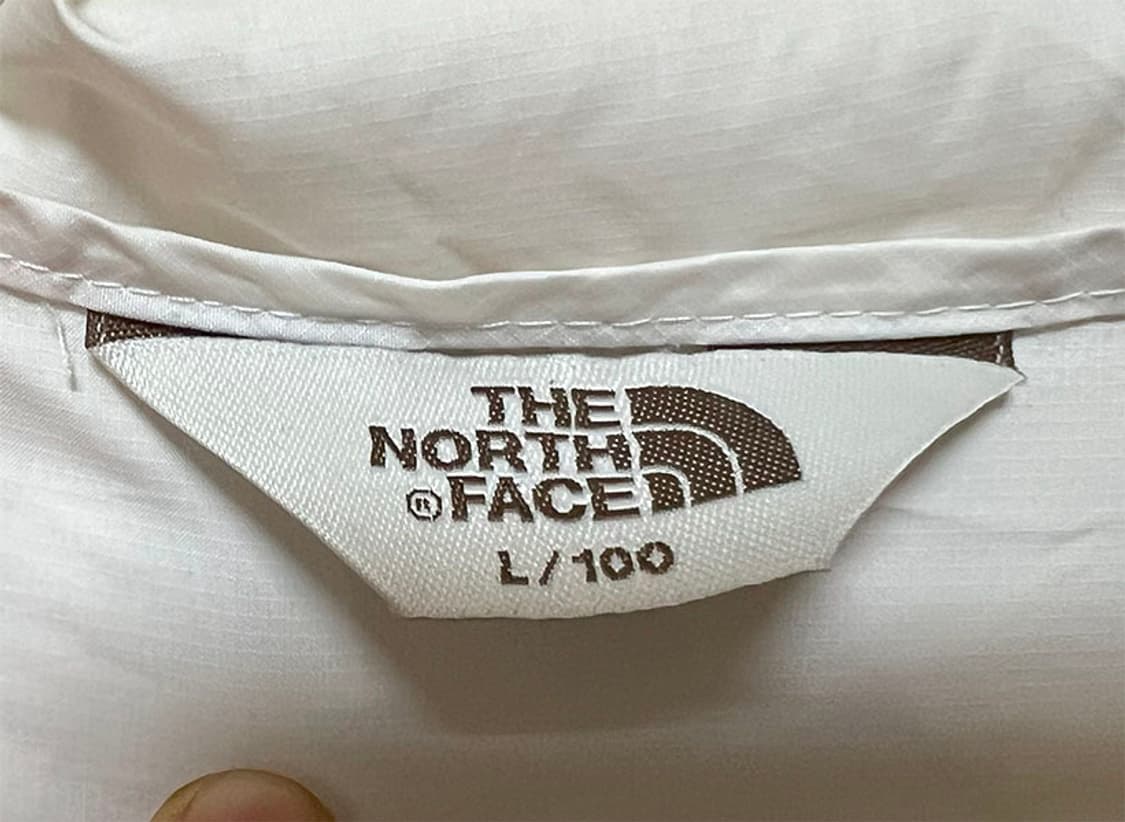 THE
NORTH
® FACE
L/100